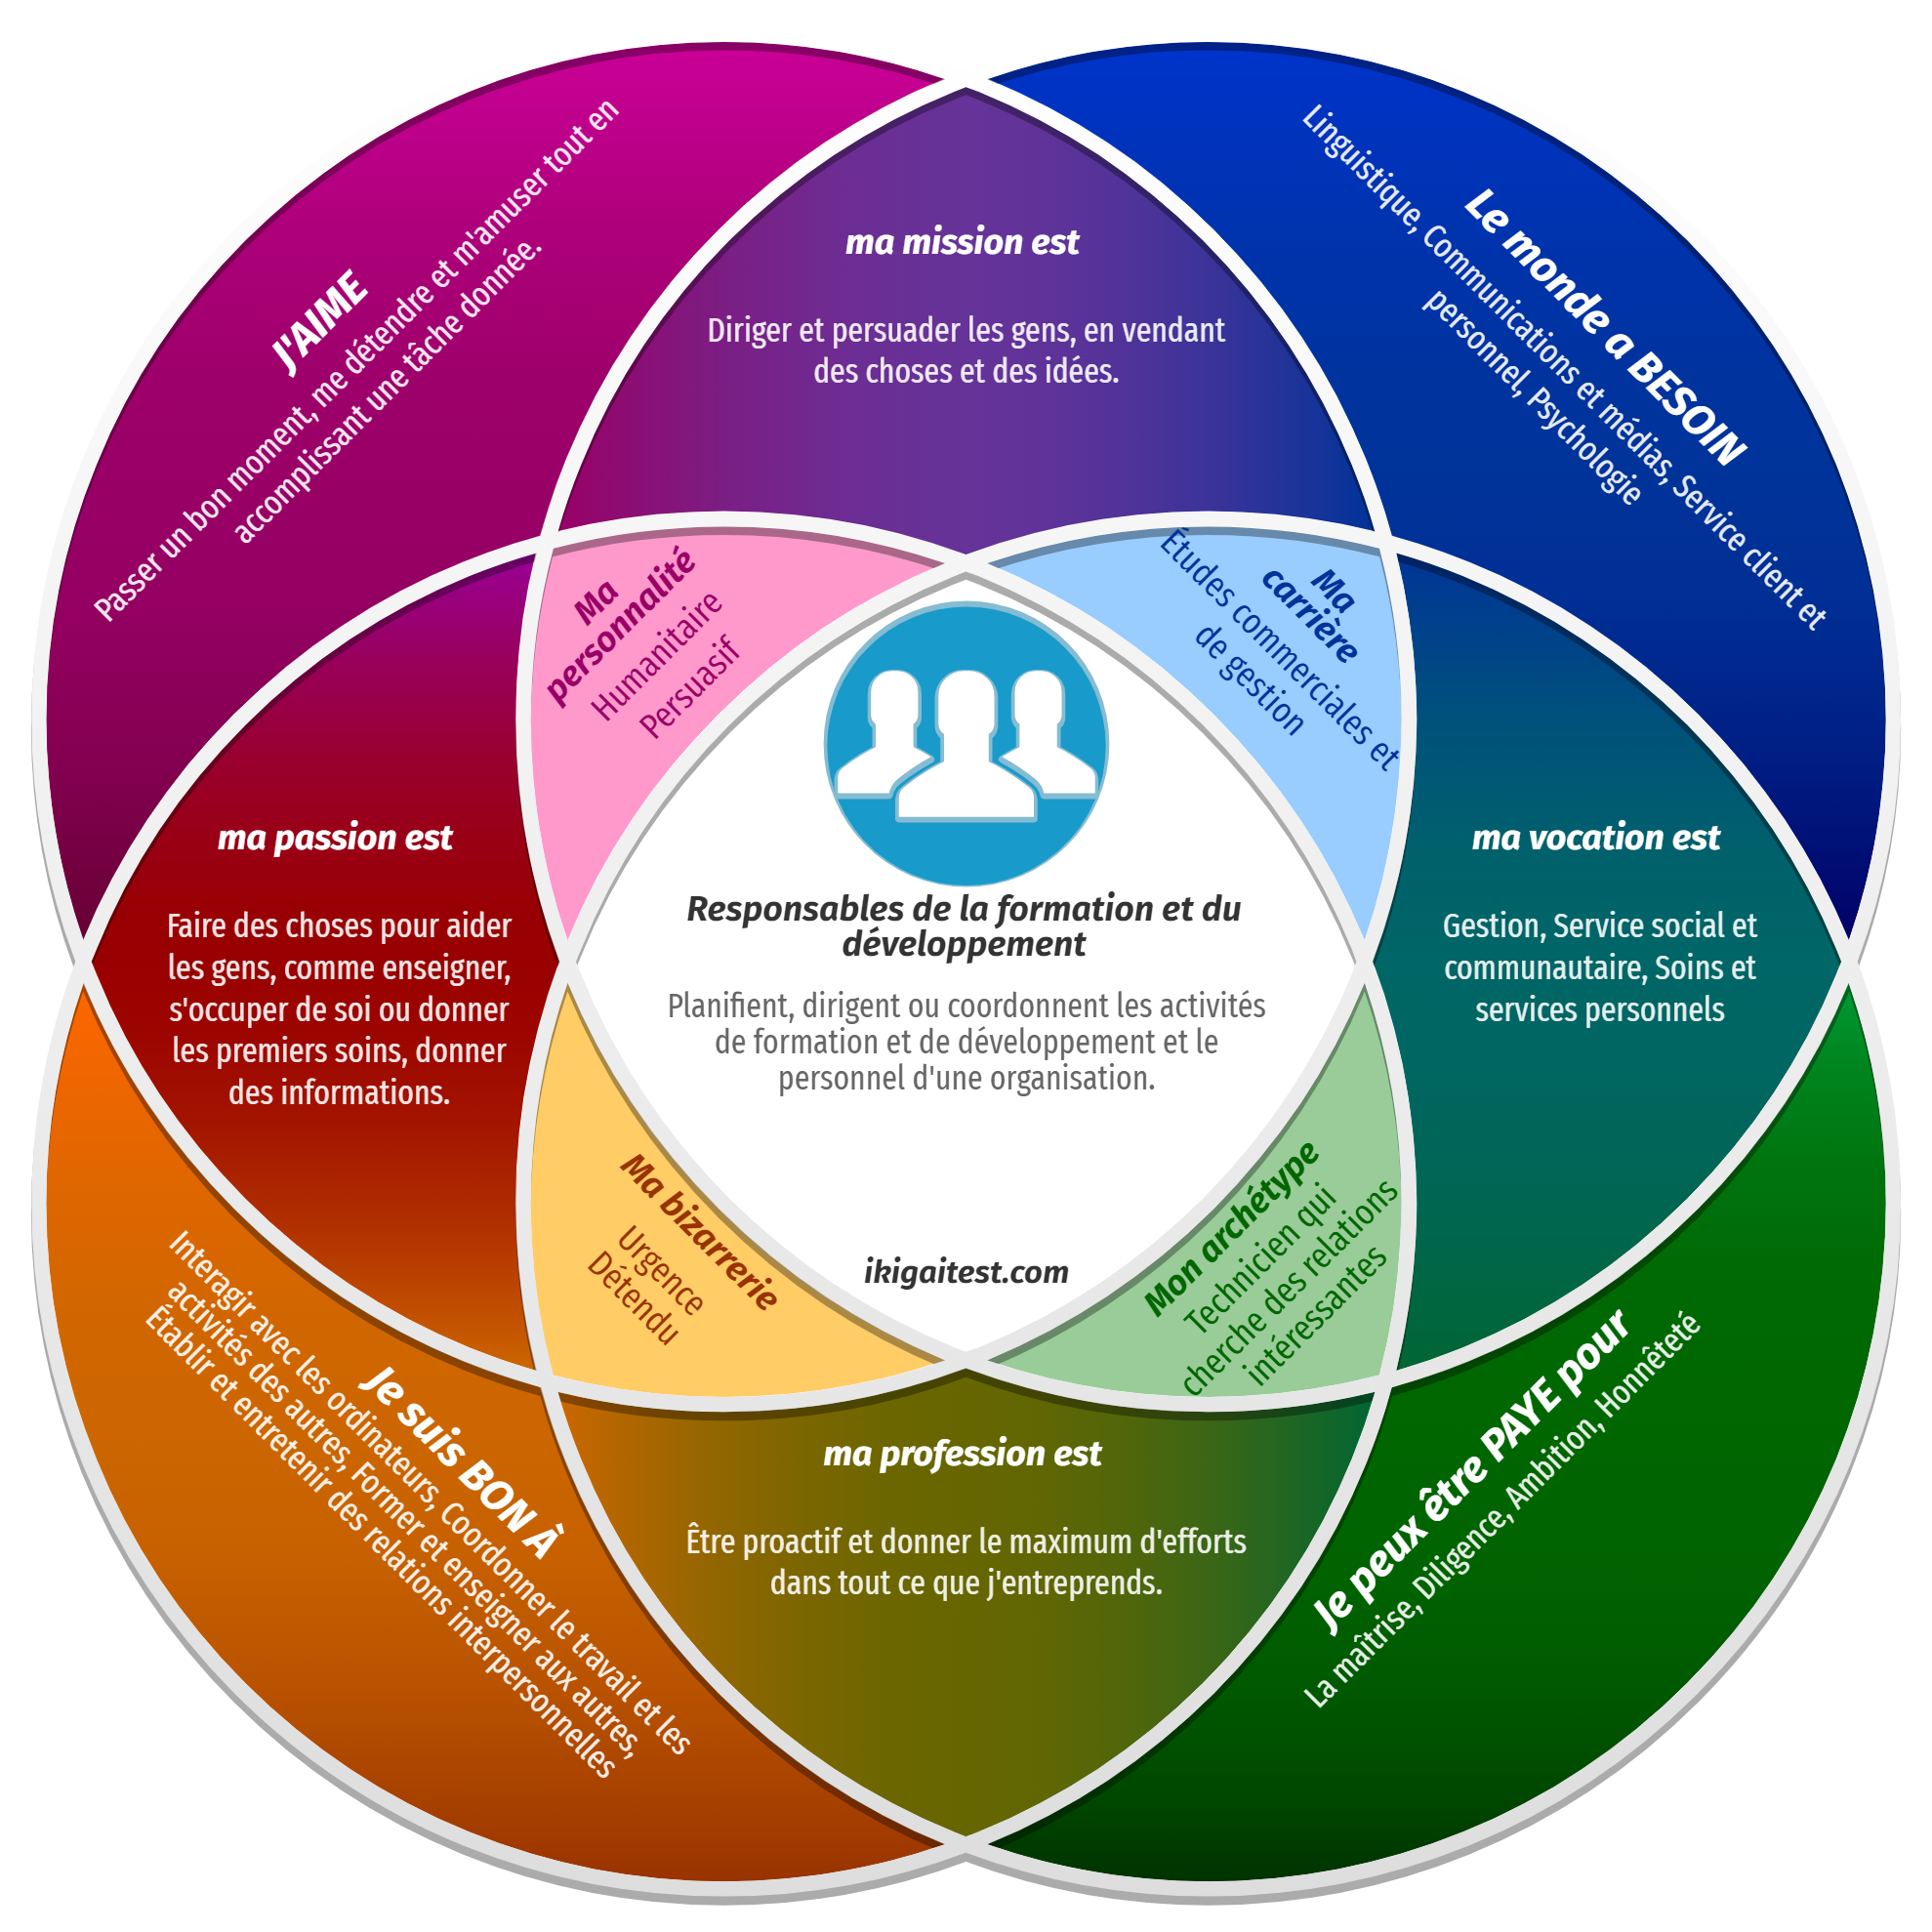 J'AIME
Passer un bon moment, me détendre et m'amuser tout en
accomplissant une tâche donnée.
ma mission est
Diriger et persuader les gens, en vendant
des choses et des idées.
Le monde a BESOIN
Linguistique, Communications et médias, Service client et
personnel, Psychologie
Ma
personnalité
Humanitaire
Persuasif
Ma
carrière
Études commerciales et
de gestion
ma passion est
Faire des choses pour aider
les gens, comme enseigner,
s'occuper de soi ou donner
les premiers soins, donner
des informations.
Responsables de la formation et du
développement
Planifient, dirigent ou coordonnent les activités
de formation et de développement et le
personnel d'une organisation.
ikigaitest.com
ma vocation est
Gestion, Service social et
communautaire, Soins et
services personnels
Ma bizarrerie
Urgence
Détendu
Mon archétype
Technicien qui
cherche des relations
intéressantes
Je suis BON À
Interagir avec les ordinateurs, Coordonner le travail et les
activités des autres, Former et enseigner aux autres,
Établir et entretenir des relations interpersonnelles
ma profession est
Être proactif et donner le maximum d'efforts
dans tout ce que j'entreprends.
Je peux être PAYE pour
La maîtrise, Diligence, Ambition, Honnêteté